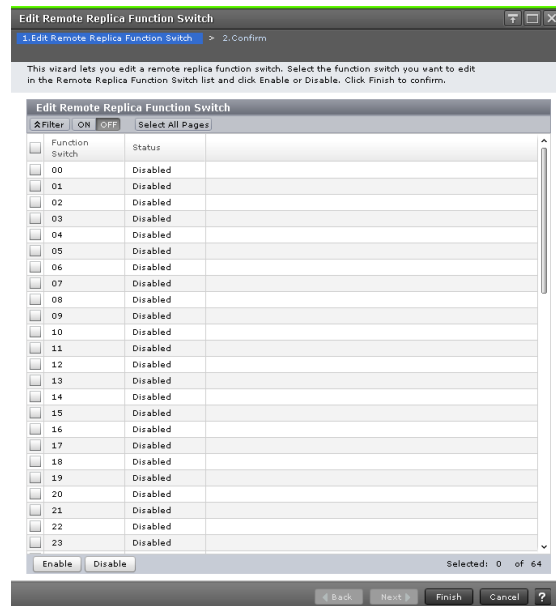 Edit Remote Replica Function Switch
1.Edit Remote Replica Function Switch > 2.Confirm
This wizard lets you edit a remote replica function switch. Select the function switch you want to edit
in the Remote Replica Function Switch list and click Enable or Disable. Click Finish to confirm.
Edit Remote Replica Function Switch
Filter ON OFF Select All Pages
Function Switch Status
00 Disabled
01 Disabled
02 Disabled
03 Disabled
04 Disabled
05 Disabled
06 Disabled
07 Disabled
08 Disabled
09 Disabled
10 Disabled
11 Disabled
12 Disabled
13 Disabled
14 Disabled
15 Disabled
16 Disabled
17 Disabled
18 Disabled
19 Disabled
20 Disabled
21 Disabled
22 Disabled
23 Disabled
Enable Disable Selected: 0 of 64
Back Next Finish Cancel ?